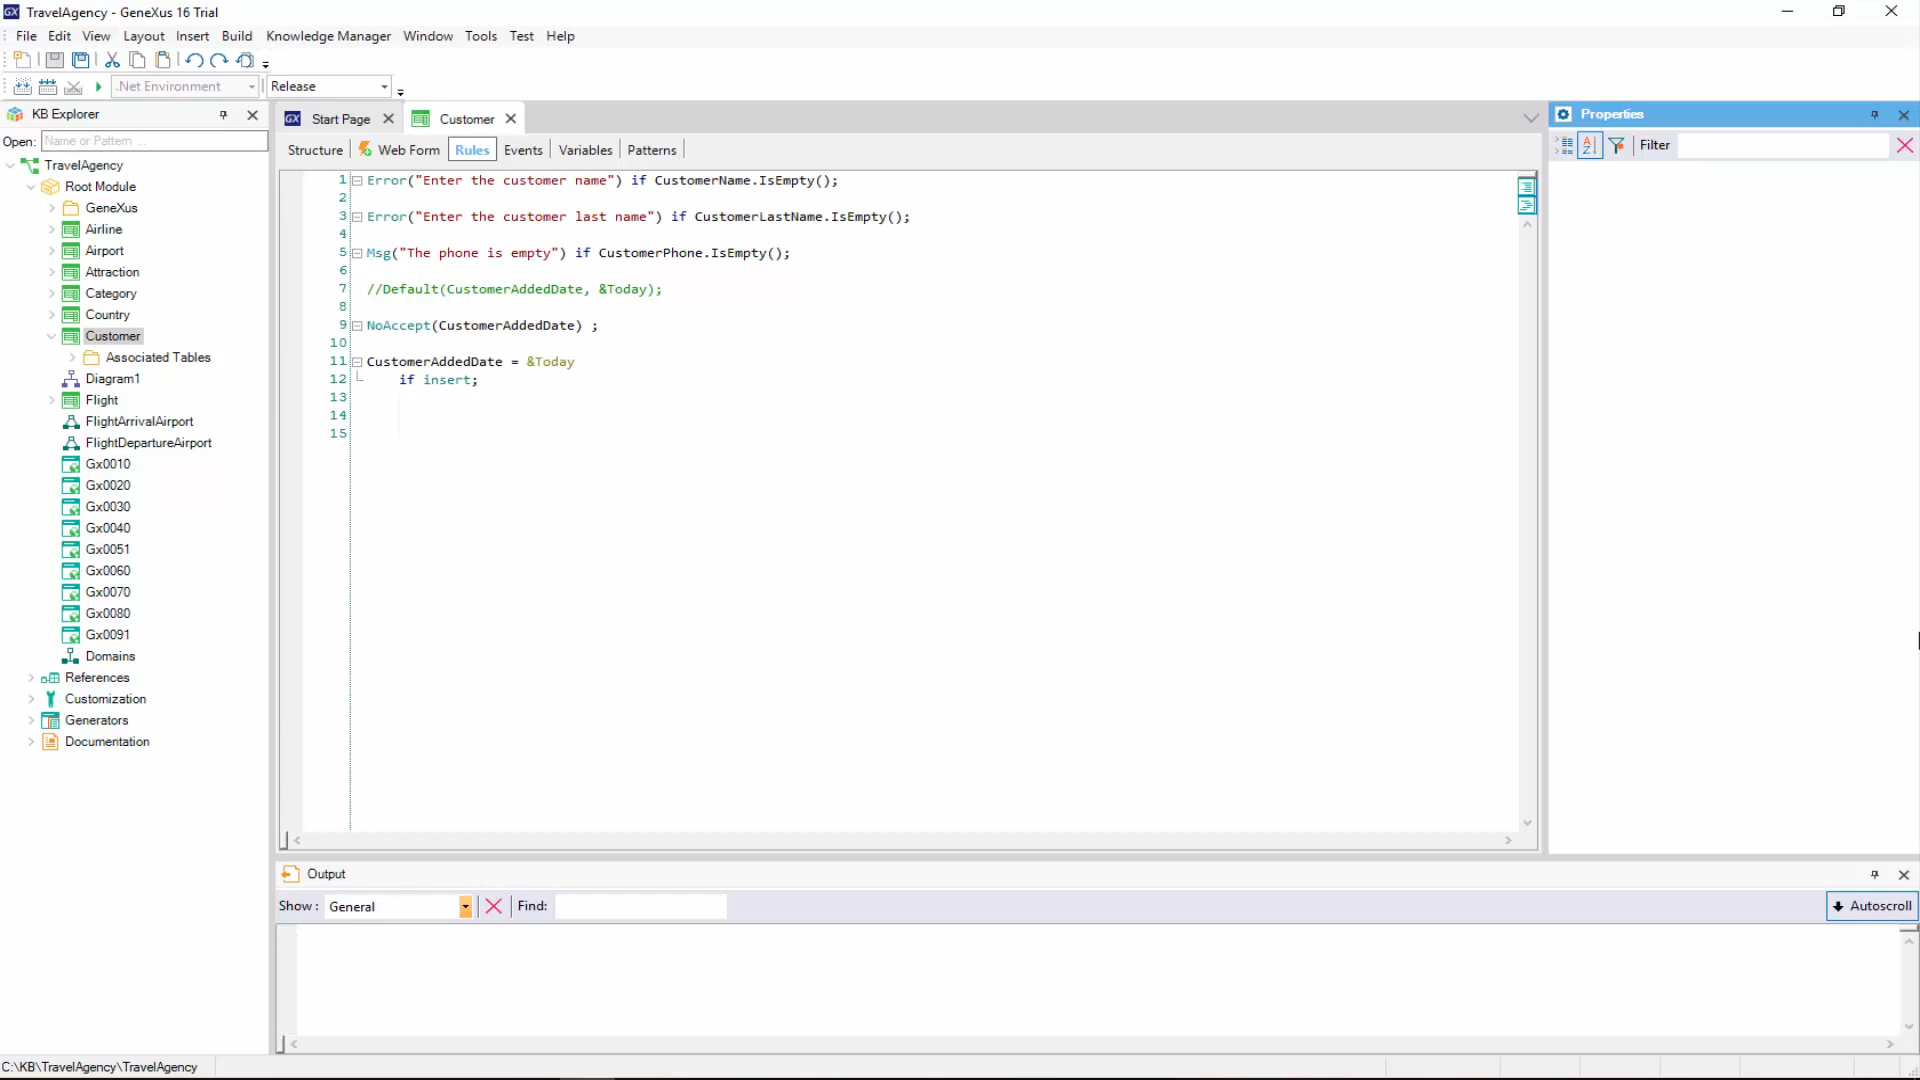 TravelAgency - GeneXus 16 Trial
File Edit View Layout Insert Build Knowledge Manager Window Tools Test Help
.Net Environment Release
KB Explorer
Open: Name or Pattern ...
TravelAgency
Root Module
GeneXus
Airline
Airport
Attraction
Category
Country
Customer
Associated Tables
Diagram1
Flight
FlightArrivalAirport
FlightDepartureAirport
Gx0010
Gx0020
Gx0030
Gx0040
Gx0051
Gx0060
Gx0070
Gx0080
Gx0091
Domains
References
Customization
Generators
Documentation
Start Page Customer
Structure Web Form Rules Events Variables Patterns
1 Error("Enter the customer name") if CustomerName.IsEmpty();
2
3 Error("Enter the customer last name") if CustomerLastName.IsEmpty();
4
5 Msg("The phone is empty") if CustomerPhone.IsEmpty();
6
7 //Default(CustomerAddedDate, &Today);
8
9 NoAccept(CustomerAddedDate) ;
10
11 CustomerAddedDate = &Today
12 if insert;
13
14
15
Properties
Filter
Output
Show : General Find: Autoscroll
C:\KB\TravelAgency\TravelAgency